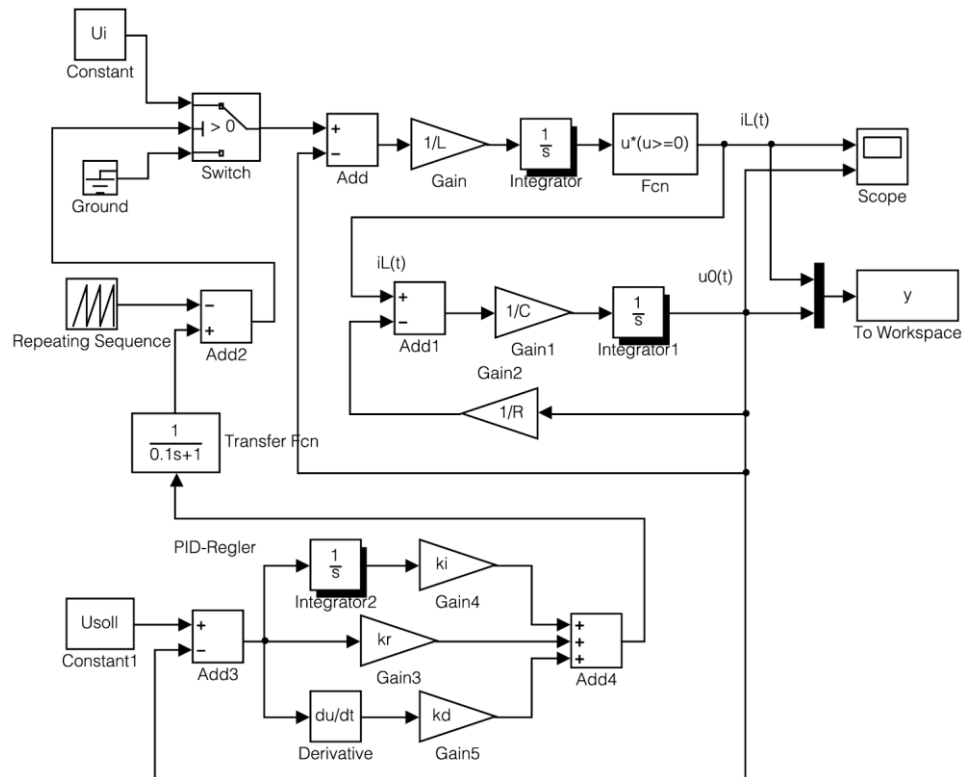 Ui
Constant
> 0
Switch
Ground
+
−
Add
1/L
Gain
1
s
Integrator
u*(u>=0)
Fcn
iL(t)
Scope
iL(t)
+
−
Add1
1/C
Gain1
1
s
Integrator1
u0(t)
y
To Workspace
Repeating Sequence
−
+
Add2
Gain2
1/R
1
0.1s+1
Transfer Fcn
PID-Regler
1
s
Integrator2
ki
Gain4
Usoll
Constant1
+
−
Add3
kr
Gain3
+
+
+
Add4
du/dt
Derivative
kd
Gain5